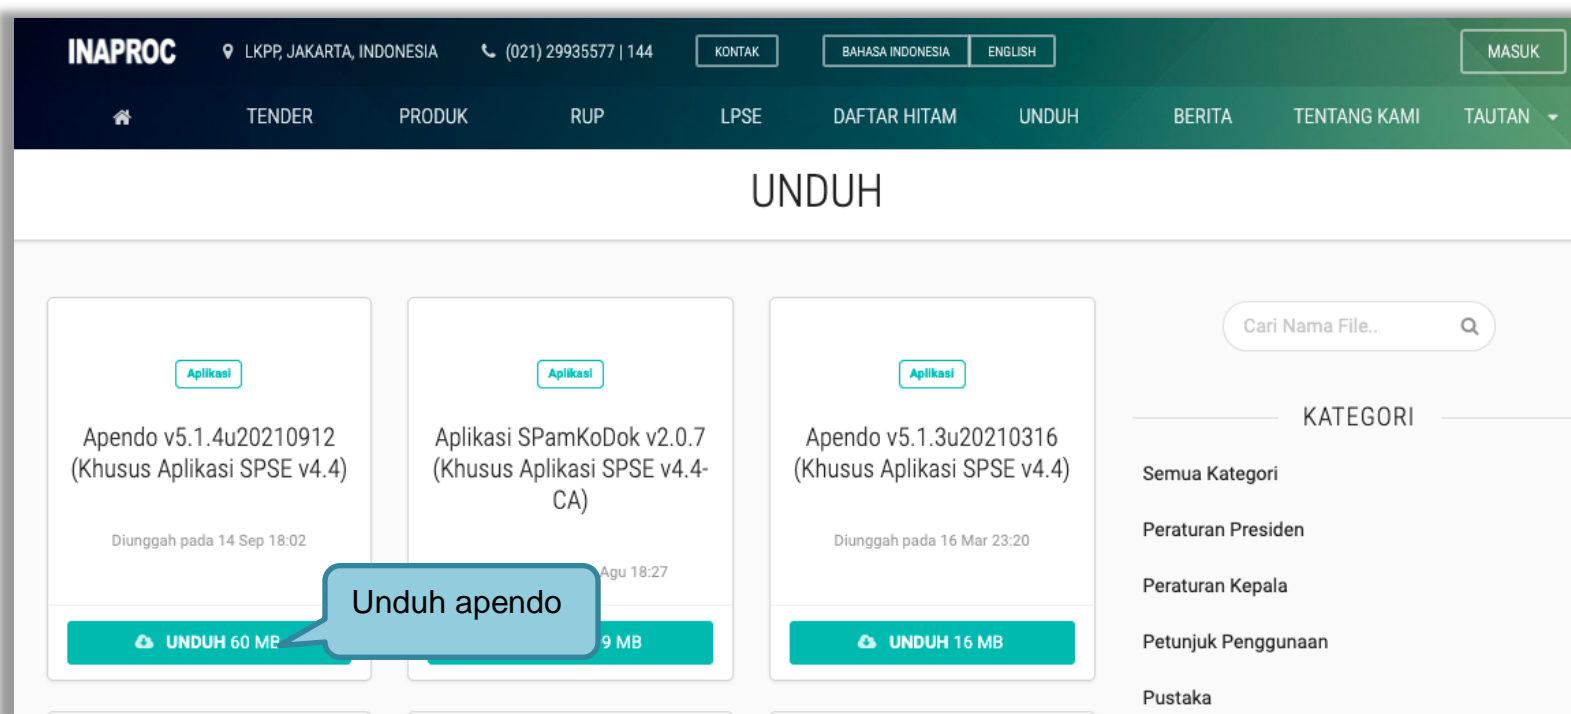 INAPROC LKPP, JAKARTA, INDONESIA (021) 29935577 | 144 KONTAK BAHASA INDONESIA ENGLISH MASUK
TENDER PRODUK RUP LPSE DAFTAR HITAM UNDUH BERITA TENTANG KAMI TAUTAN
UNDUH
Aplikasi
Apendo v5.1.4u20210912
(Khusus Aplikasi SPSE v4.4)
Diunggah pada 14 Sep 18:02
UNDUH 60 MB
Unduh apendo
Aplikasi
Aplikasi SPamKoDok v2.0.7
(Khusus Aplikasi SPSE v4.4-
CA)
Agu 18:27
9 MB
Aplikasi
Apendo v5.1.3u20210316
(Khusus Aplikasi SPSE v4.4)
Diunggah pada 16 Mar 23:20
UNDUH 16 MB
Cari Nama File..
KATEGORI
Semua Kategori
Peraturan Presiden
Peraturan Kepala
Petunjuk Penggunaan
Pustaka